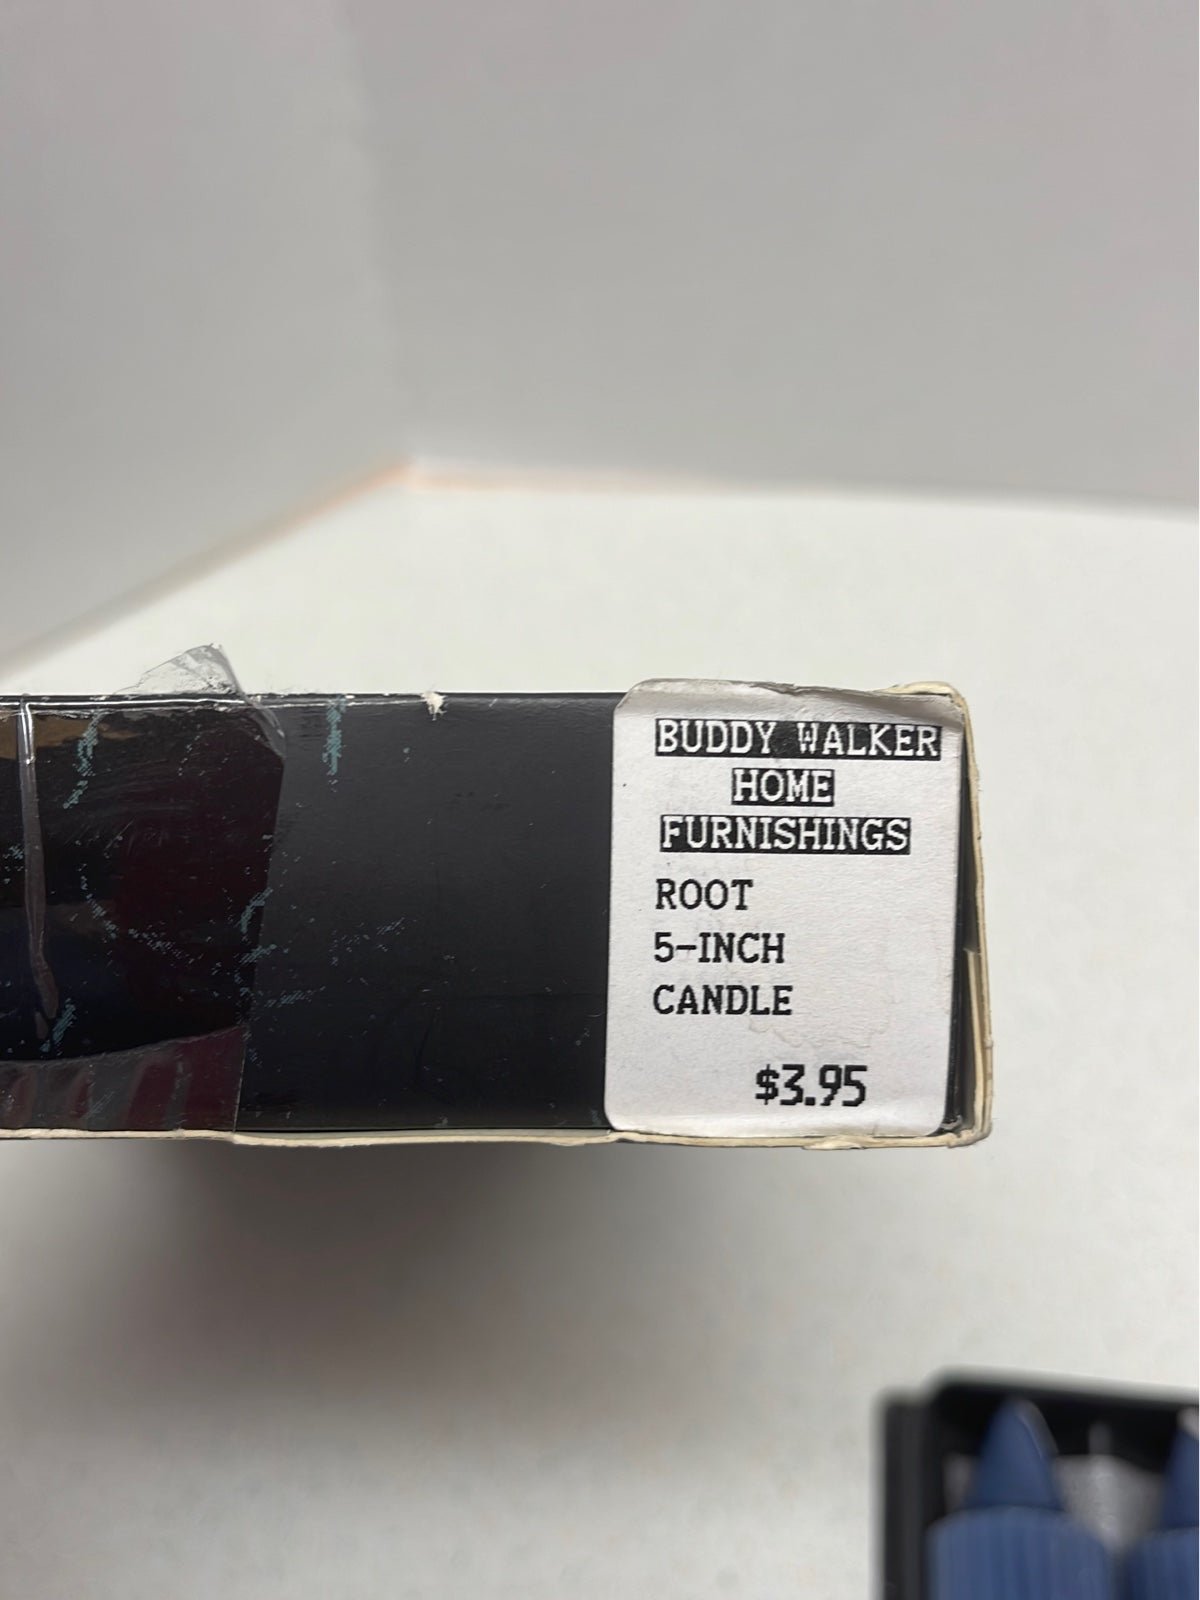 BUDDY WALKER
HOME
FURNISHINGS
ROOT
5-INCH
CANDLE
$3.95